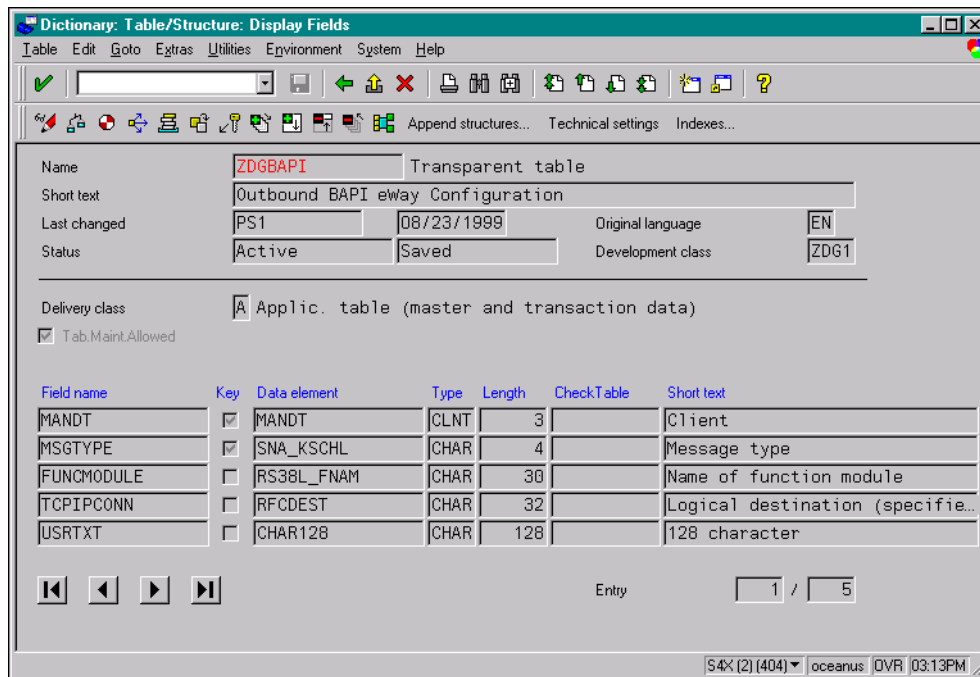 Dictionary: Table/Structure: Display Fields
Table Edit Goto Extras Utilities Environment System Help
Append structures... Technical settings Indexes...
Name ZDGBAPI Transparent table
Short text Outbound BAPI eWay Configuration
Last changed PS1 08/23/1999 Original language EN
Status Active Saved Development class ZDG1
Delivery class A Applic. table (master and transaction data)
Tab.Maint.Allowed
Field name Key Data element Type Length CheckTable Short text
MANDT MANDT CLNT 3 Client
MSGTYPE SNA_KSCHL CHAR 4 Message type
FUNCMODULE RS38L_FNAM CHAR 30 Name of function module
TCPIPCONN RFCDEST CHAR 32 Logical destination (specifie…
USRTXT CHAR128 CHAR 128 128 character
Entry 1 / 5
S4X (2) (404) oceanus OVR 03:13PM